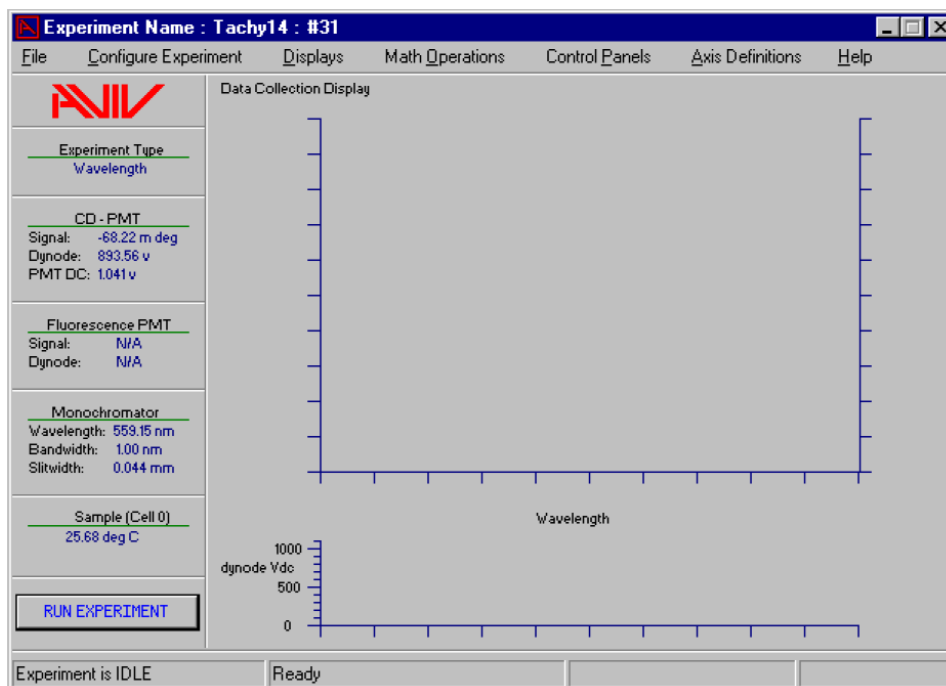 Experiment Name : Tachy14 : #31
File Configure Experiment Displays Math Operations Control Panels Axis Definitions Help
AVIV
Experiment Type
Wavelength
CD - PMT
Signal: -68.22 m deg
Dynode: 893.56 v
PMT DC: 1.041 v
Fluorescence PMT
Signal: N/A
Dynode: N/A
Monochromator
Wavelength: 559.15 nm
Bandwidth: 1.00 nm
Slitwidth: 0.044 mm
Sample (Cell 0)
25.68 deg C
RUN EXPERIMENT
Data Collection Display
Wavelength
1000
dynode Vdc
500
0
Experiment is IDLE Ready